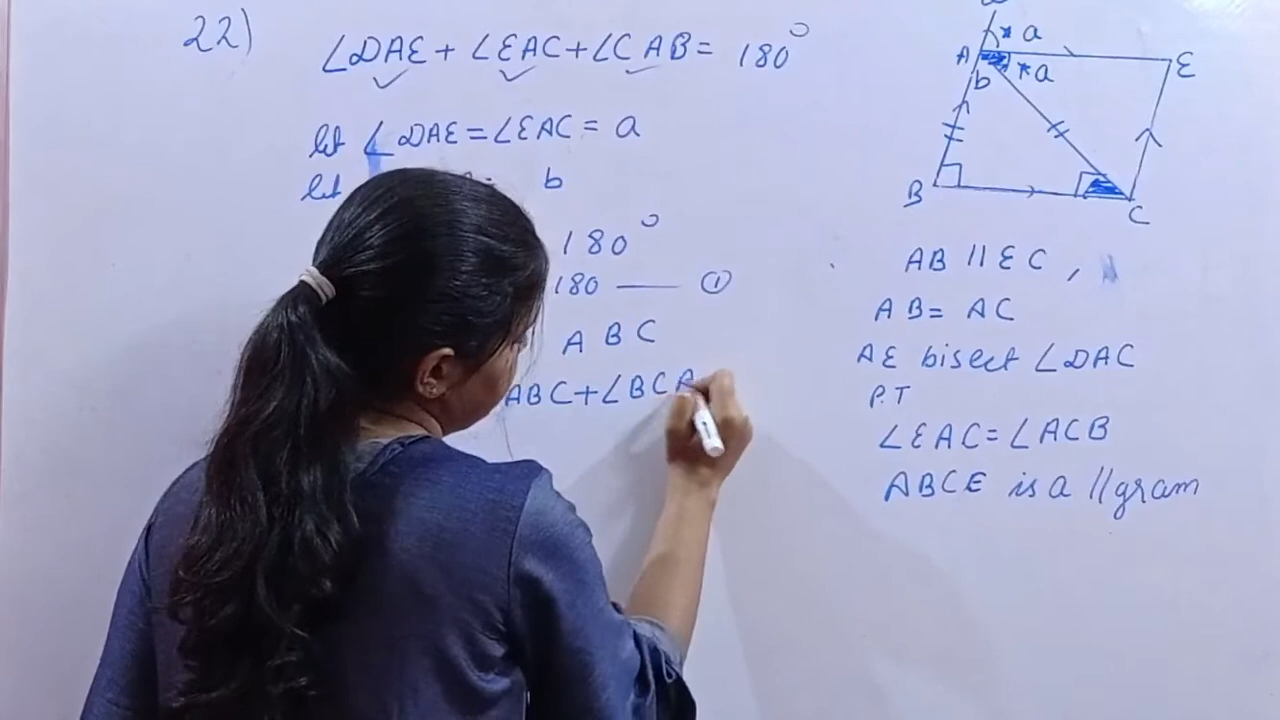 22)
∠DAE + ∠EAC + ∠CAB = 180°
let ∠DAE = ∠EAC = a
let b
180°
180 —— ①
ABC
ABC + ∠BCA
a
A
a
b
E
B
C
AB // EC ,
AB = AC
AE bisect ∠DAC
P.T
∠EAC = ∠ACB
ABCE is a //gram